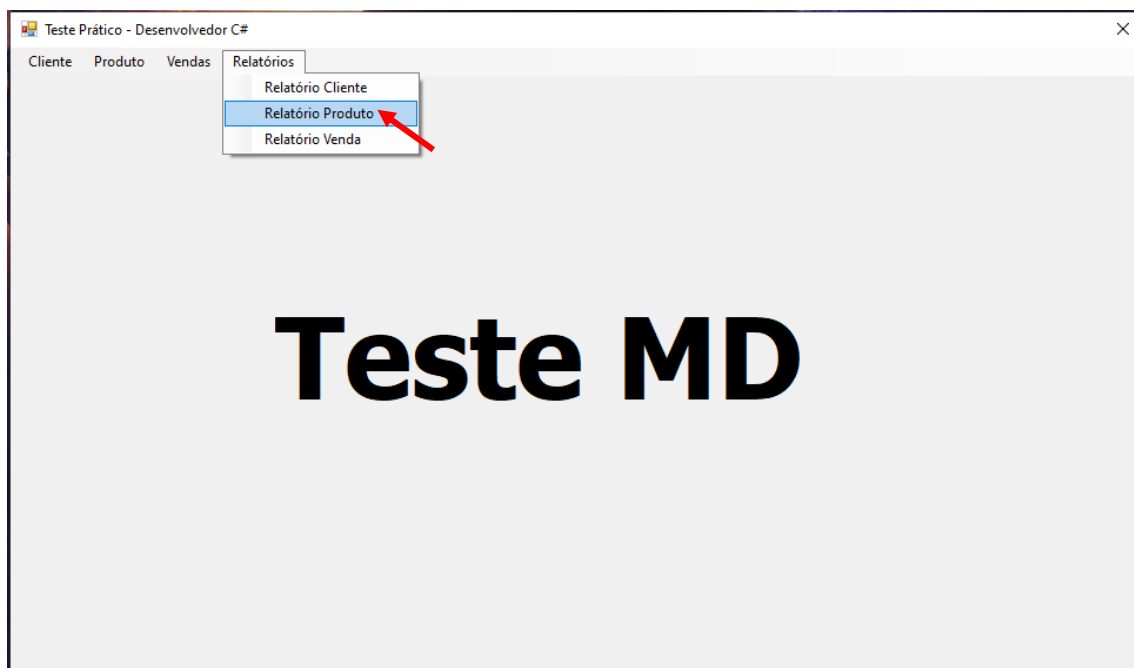 Teste Prático - Desenvolvedor C#
Cliente Produto Vendas Relatórios
Relatório Cliente
Relatório Produto
Relatório Venda
Teste MD